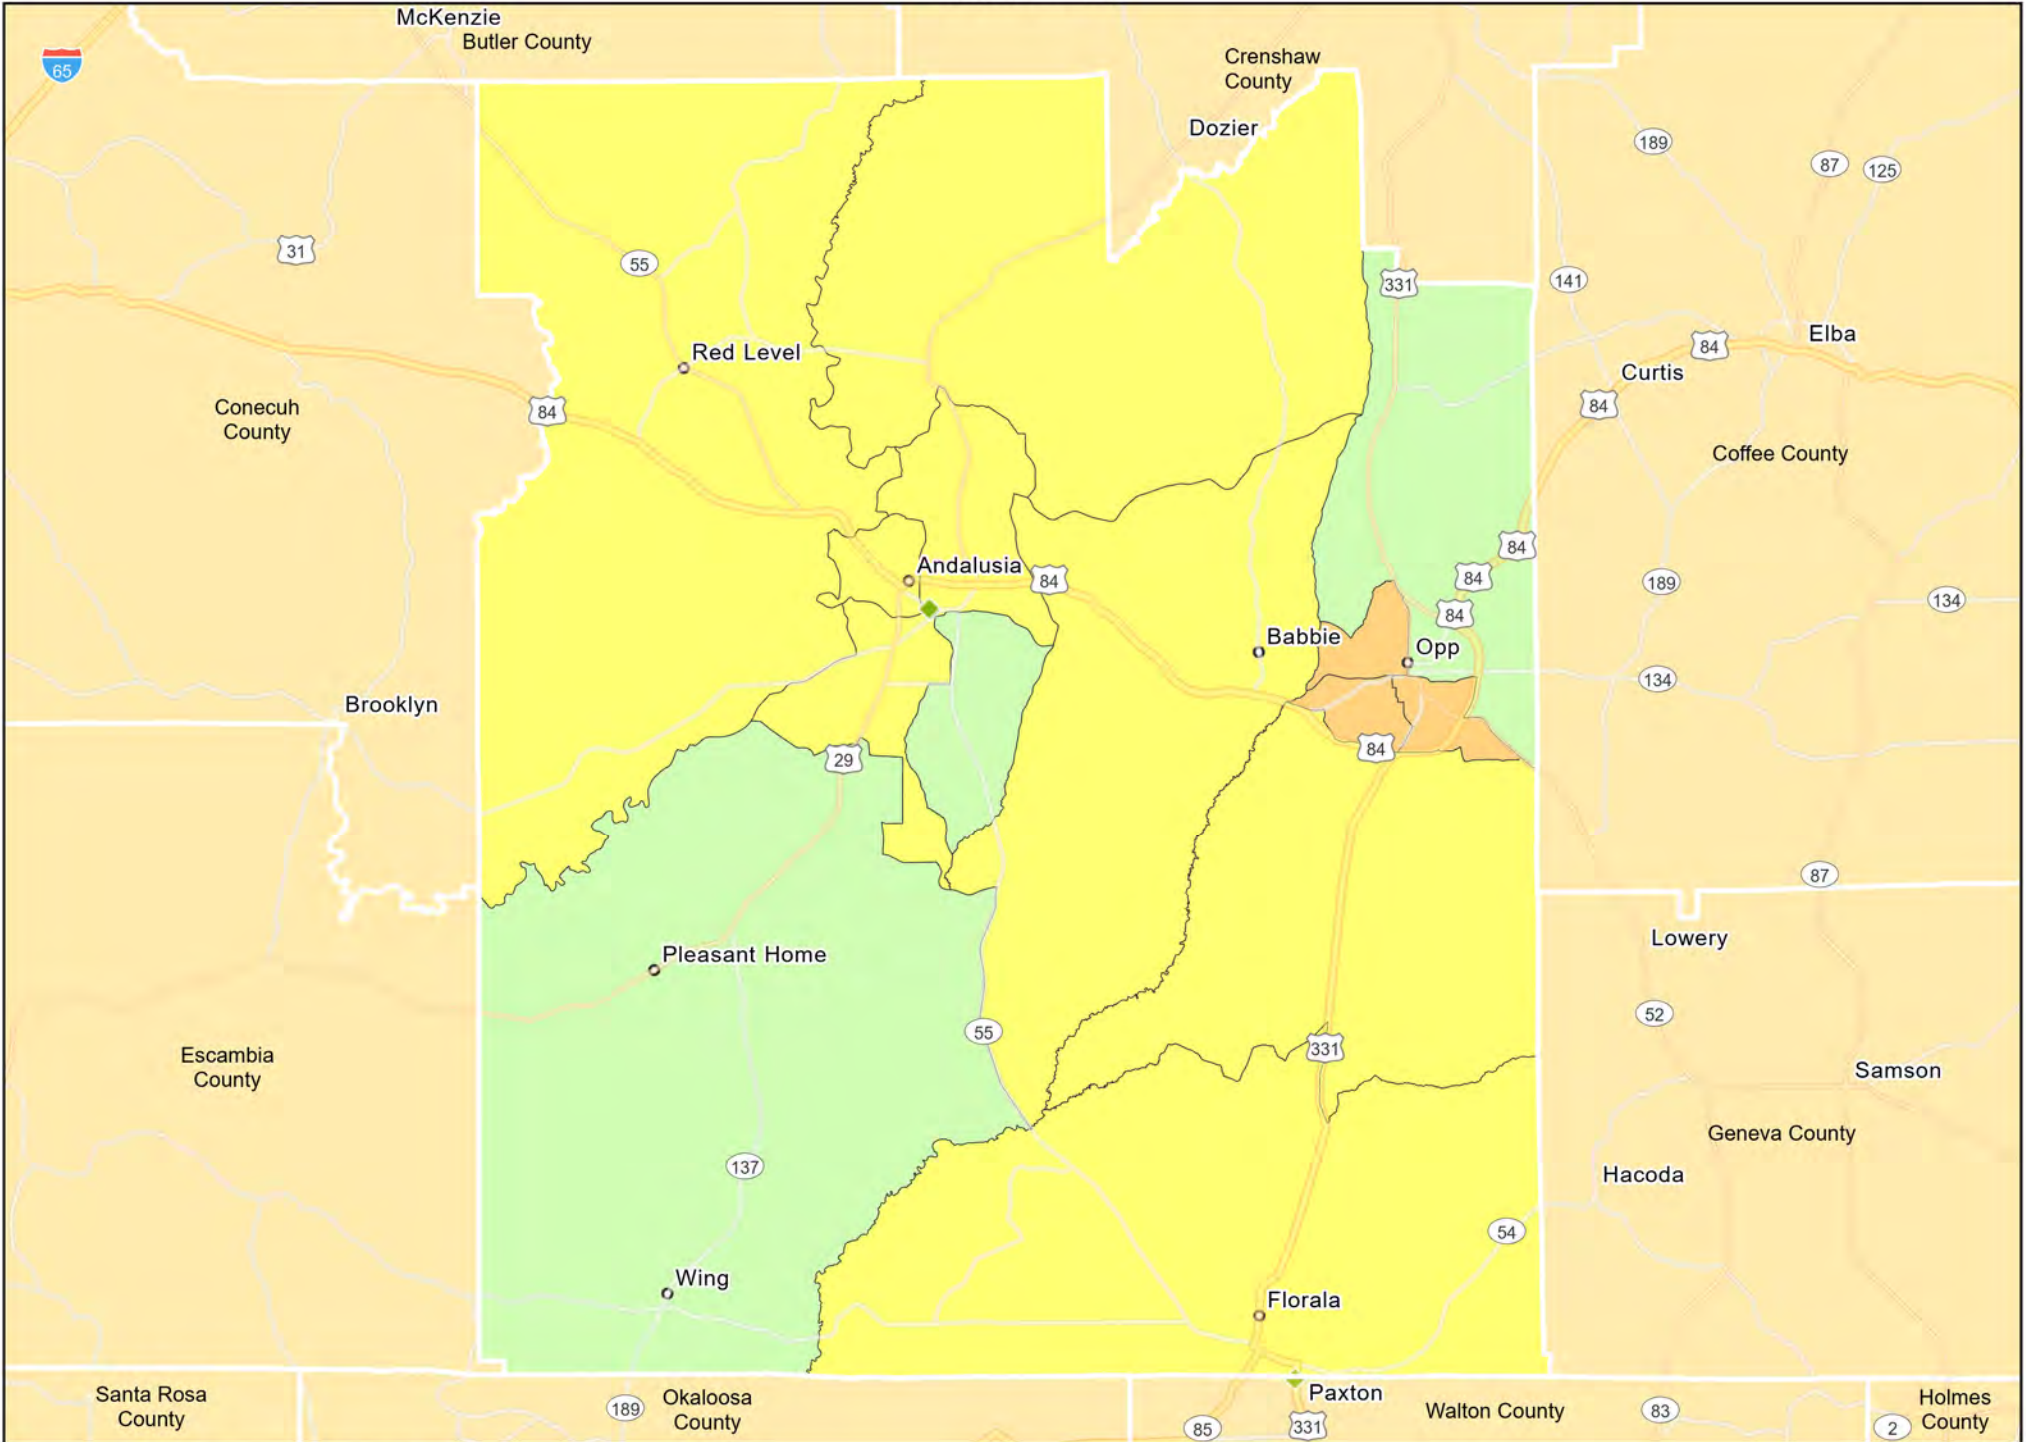 McKenzie
Butler County
Crenshaw
County
65
Dozier
189
87
125
31
55
331
141
Elba
84
Red Level
Curtis
84
84
Conecuh
County
Coffee County
84
Andalusia
84
84
189
134
84
Babbie
Opp
134
Brooklyn
84
29
87
Lowery
Pleasant Home
52
55
331
Escambia
County
Samson
Geneva County
137
Hacoda
54
Wing
Florala
Santa Rosa
County
189
Okaloosa
County
Paxton
85
331
Walton County
83
2
Holmes
County